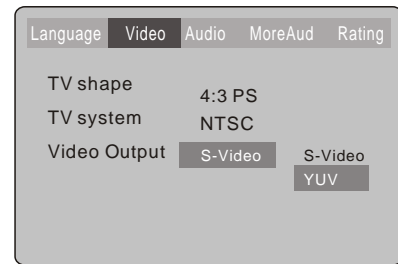 Language Video Audio MoreAud Rating
TV shape 4:3 PS
TV system NTSC
Video Output S-Video S-Video
YUV